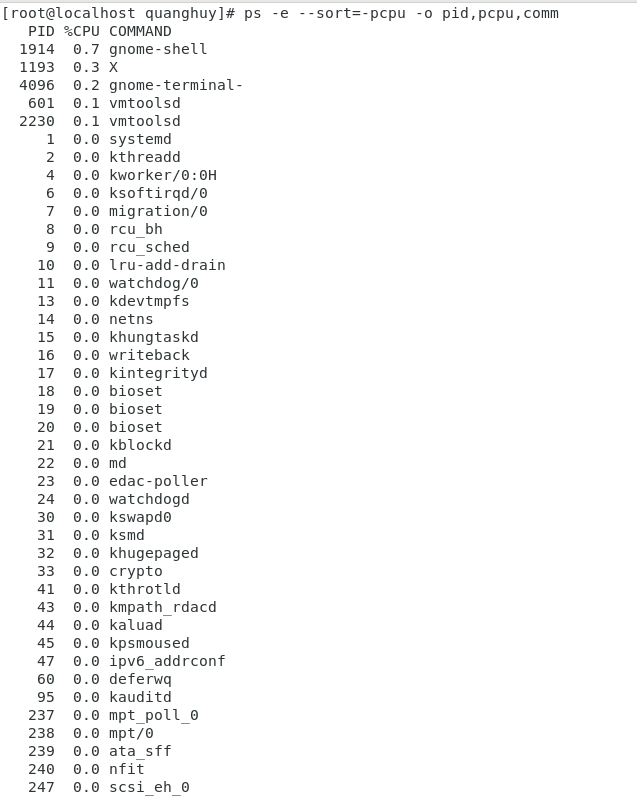 [root@localhost quanghuy]# ps -e --sort=-pcpu -o pid,pcpu,comm
PID %CPU COMMAND
1914 0.7 gnome-shell
1193 0.3 X
4096 0.2 gnome-terminal-
601 0.1 vmtoolsd
2230 0.1 vmtoolsd
1 0.0 systemd
2 0.0 kthreadd
4 0.0 kworker/0:0H
6 0.0 ksoftirqd/0
7 0.0 migration/0
8 0.0 rcu_bh
9 0.0 rcu_sched
10 0.0 lru-add-drain
11 0.0 watchdog/0
13 0.0 kdevtmpfs
14 0.0 netns
15 0.0 khungtaskd
16 0.0 writeback
17 0.0 kintegrityd
18 0.0 bioset
19 0.0 bioset
20 0.0 bioset
21 0.0 kblockd
22 0.0 md
23 0.0 edac-poller
24 0.0 watchdogd
30 0.0 kswapd0
31 0.0 ksmd
32 0.0 khugepaged
33 0.0 crypto
41 0.0 kthrotld
43 0.0 kmpath_rdacd
44 0.0 kaluad
45 0.0 kpsmoused
47 0.0 ipv6_addrconf
60 0.0 deferwq
95 0.0 kauditd
237 0.0 mpt_poll_0
238 0.0 mpt/0
239 0.0 ata_sff
240 0.0 nfit
247 0.0 scsi_eh_0